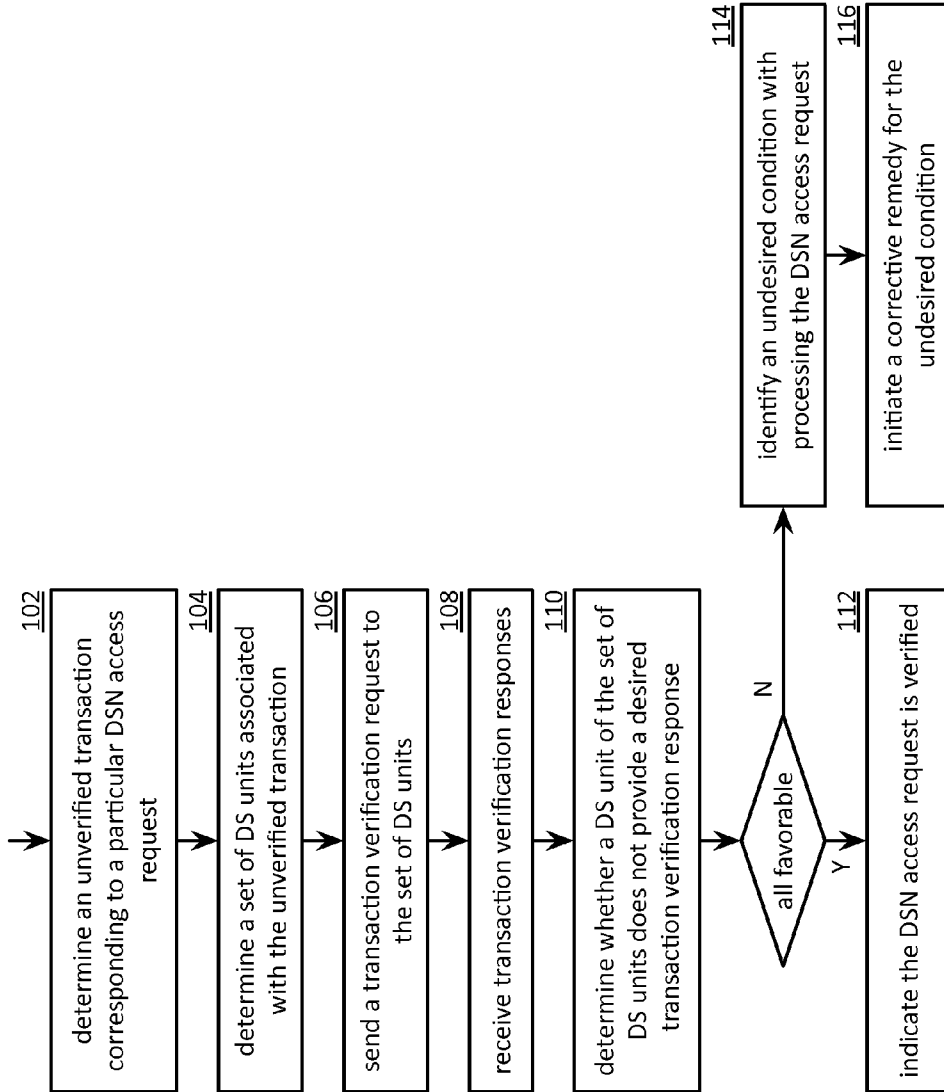 102
determine an unverified transaction
corresponding to a particular DSN access
request
104
determine a set of DS units associated
with the unverified transaction
106
send a transaction verification request to
the set of DS units
108
receive transaction verification responses
110
determine whether a DS unit of the set of
DS units does not provide a desired
transaction verification response
all favorable
N
Y
112
indicate the DSN access request is verified
114
identify an undesired condition with
processing the DSN access request
116
initiate a corrective remedy for the
undesired condition